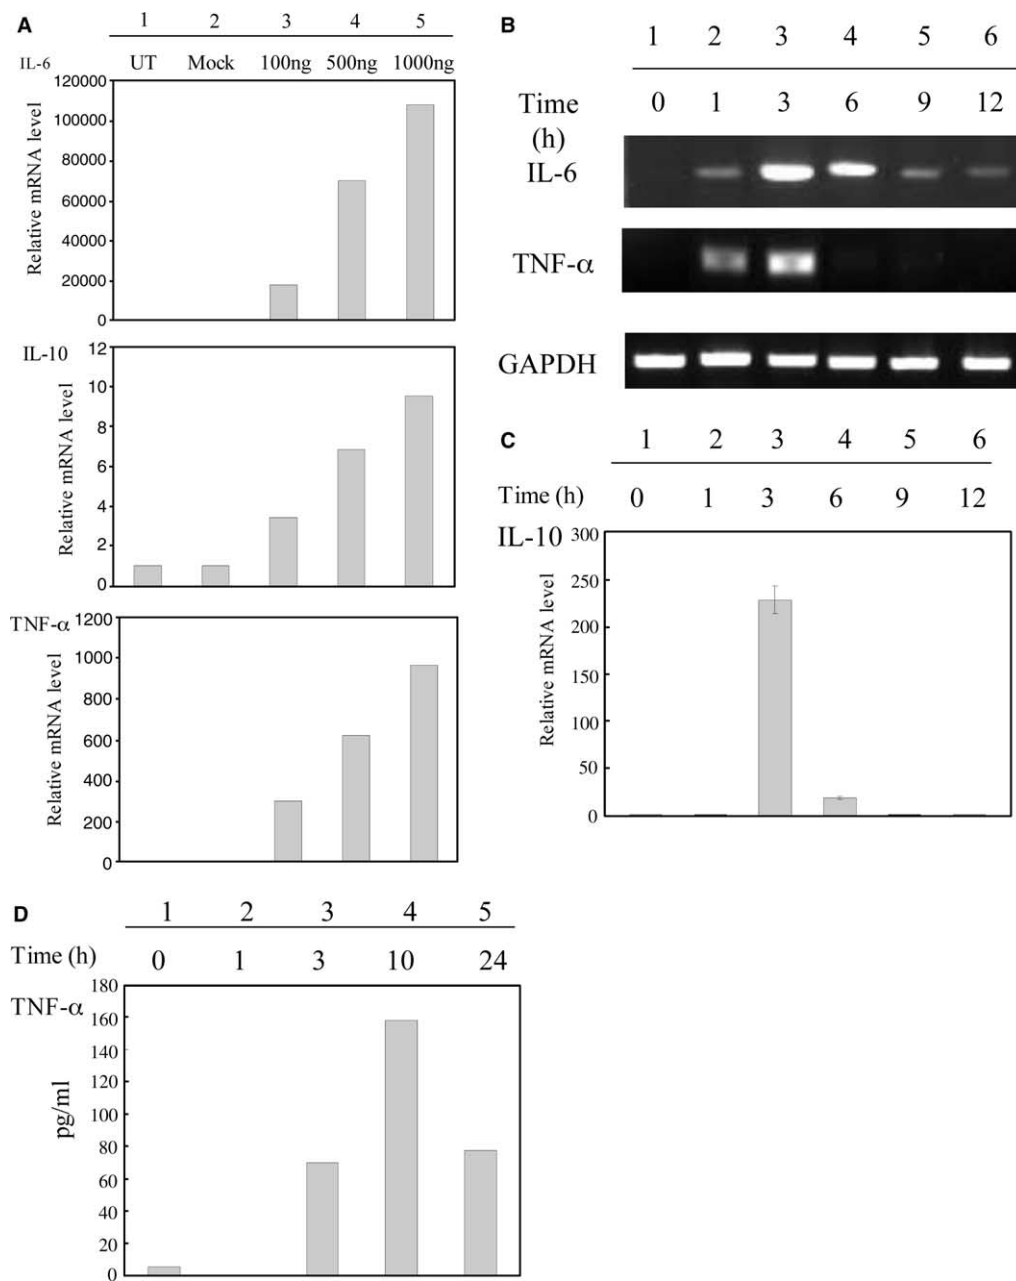 A
1 2 3 4 5
IL-6 UT Mock 100ng 500ng 1000ng
Relative mRNA level
120000
100000
80000
60000
40000
20000
0
IL-10
Relative mRNA level
12
10
8
6
4
2
0
TNF-α
Relative mRNA level
1200
1000
800
600
400
200
0
B
1 2 3 4 5 6
Time (h) 0 1 3 6 9 12
IL-6
TNF-α
GAPDH
C
1 2 3 4 5 6
Time (h) 0 1 3 6 9 12
IL-10
Relative mRNA level
300
250
200
150
100
50
0
D
1 2 3 4 5
Time (h) 0 1 3 10 24
TNF-α
pg/ml
180
160
140
120
100
80
60
40
20
0